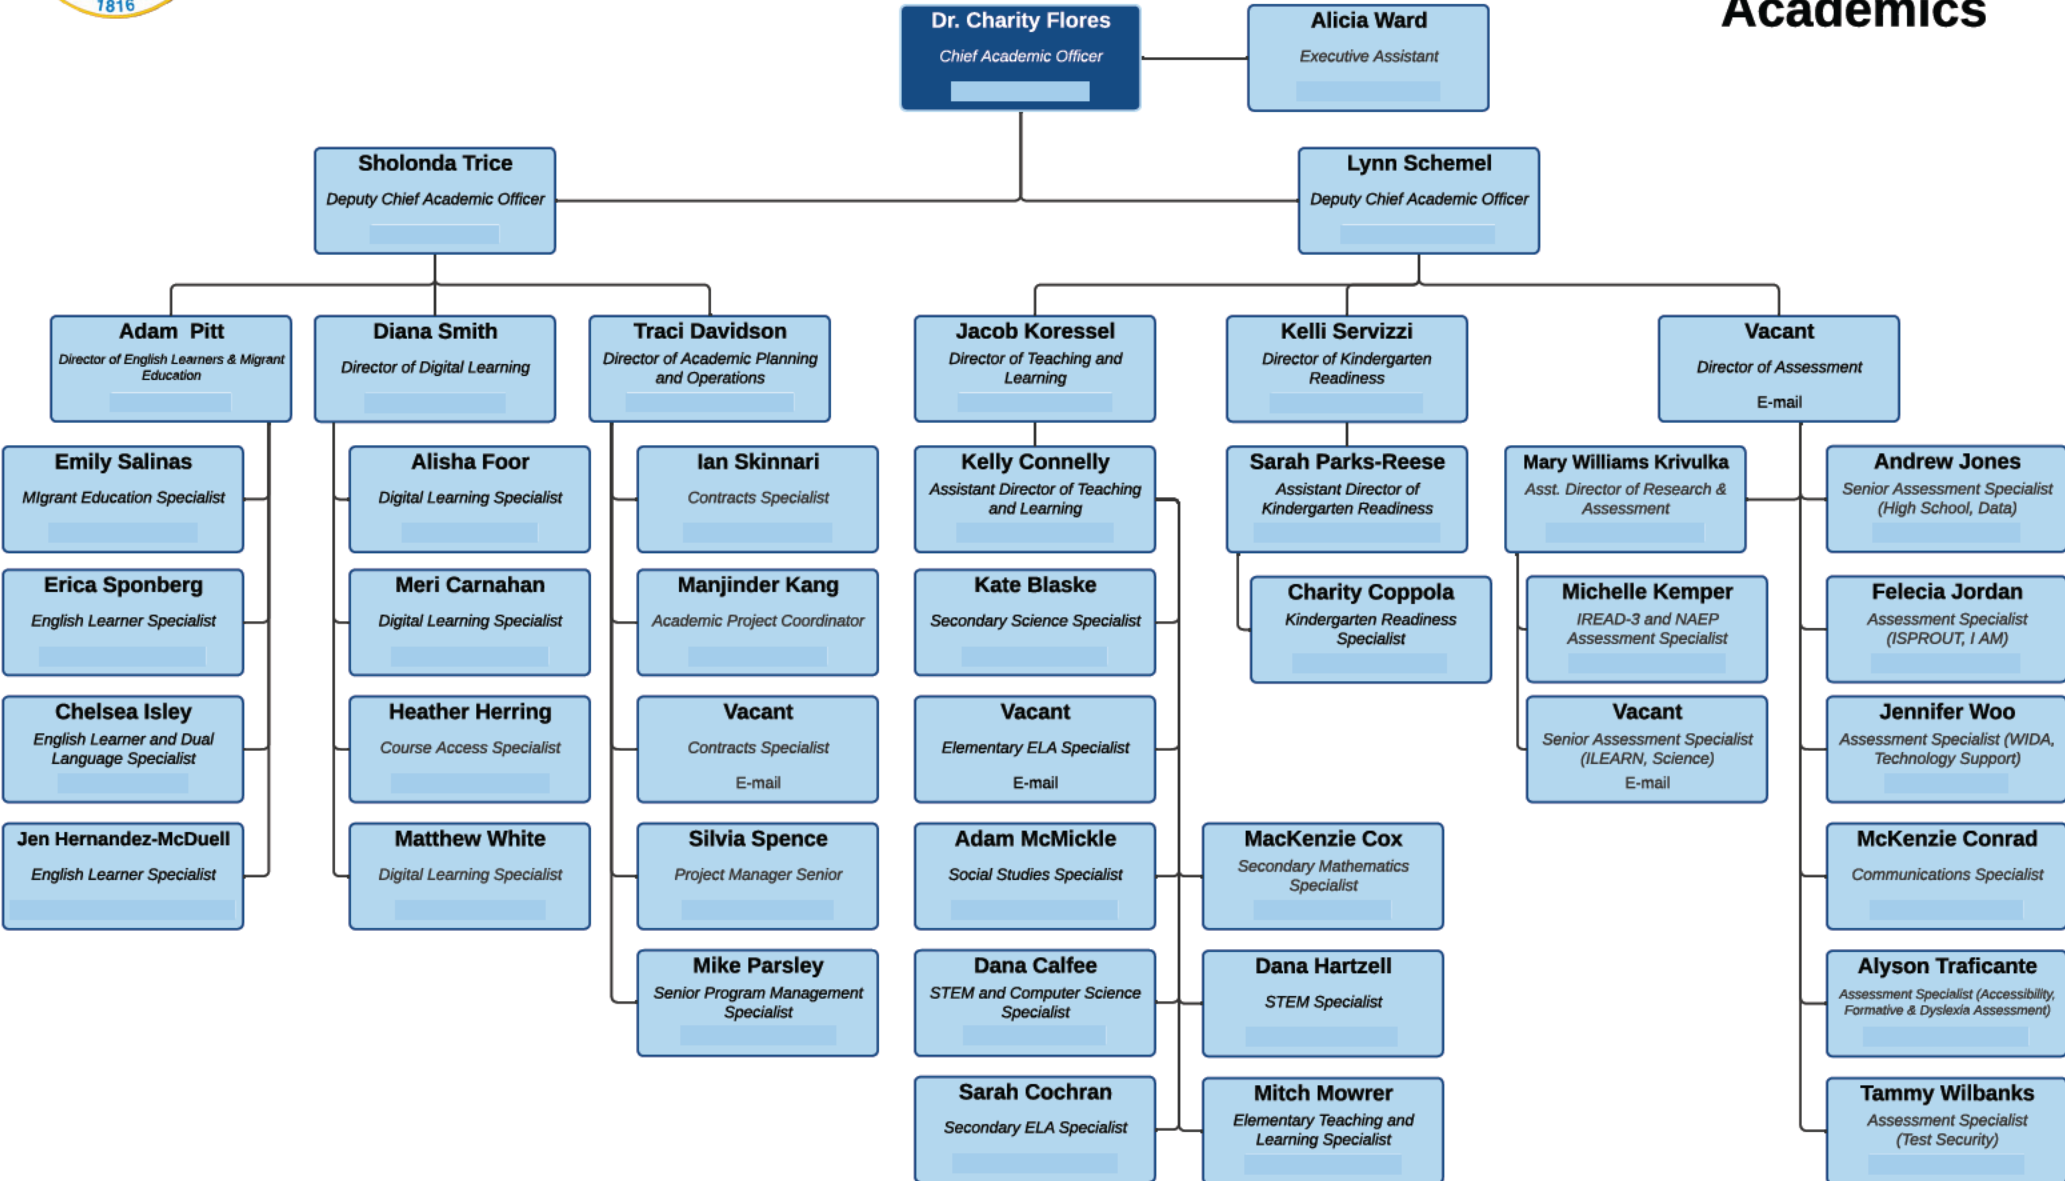 1816
Academics
Dr. Charity Flores
Chief Academic Officer
Alicia Ward
Executive Assistant
Sholonda Trice
Deputy Chief Academic Officer
Lynn Schemel
Deputy Chief Academic Officer
Adam Pitt
Director of English Learners & Migrant
Education
Diana Smith
Director of Digital Learning
Traci Davidson
Director of Academic Planning
and Operations
Jacob Koressel
Director of Teaching and
Learning
Kelli Servizzi
Director of Kindergarten
Readiness
Vacant
Director of Assessment
E-mail
Emily Salinas
MIgrant Education Specialist
Alisha Foor
Digital Learning Specialist
Ian Skinnari
Contracts Specialist
Kelly Connelly
Assistant Director of Teaching
and Learning
Sarah Parks-Reese
Assistant Director of
Kindergarten Readiness
Mary Williams Krivulka
Asst. Director of Research &
Assessment
Andrew Jones
Senior Assessment Specialist
(High School, Data)
Erica Sponberg
English Learner Specialist
Meri Carnahan
Digital Learning Specialist
Manjinder Kang
Academic Project Coordinator
Kate Blaske
Secondary Science Specialist
Charity Coppola
Kindergarten Readiness
Specialist
Michelle Kemper
IREAD-3 and NAEP
Assessment Specialist
Felecia Jordan
Assessment Specialist
(ISPROUT, I AM)
Chelsea Isley
English Learner and Dual
Language Specialist
Heather Herring
Course Access Specialist
Vacant
Contracts Specialist
E-mail
Vacant
Elementary ELA Specialist
E-mail
Vacant
Senior Assessment Specialist
(ILEARN, Science)
E-mail
Jennifer Woo
Assessment Specialist (WIDA,
Technology Support)
Jen Hernandez-McDuell
English Learner Specialist
Matthew White
Digital Learning Specialist
Silvia Spence
Project Manager Senior
Adam McMickle
Social Studies Specialist
MacKenzie Cox
Secondary Mathematics
Specialist
McKenzie Conrad
Communications Specialist
Mike Parsley
Senior Program Management
Specialist
Dana Calfee
STEM and Computer Science
Specialist
Dana Hartzell
STEM Specialist
Alyson Traficante
Assessment Specialist (Accessibility,
Formative & Dyslexia Assessment)
Sarah Cochran
Secondary ELA Specialist
Mitch Mowrer
Elementary Teaching and
Learning Specialist
Tammy Wilbanks
Assessment Specialist
(Test Security)